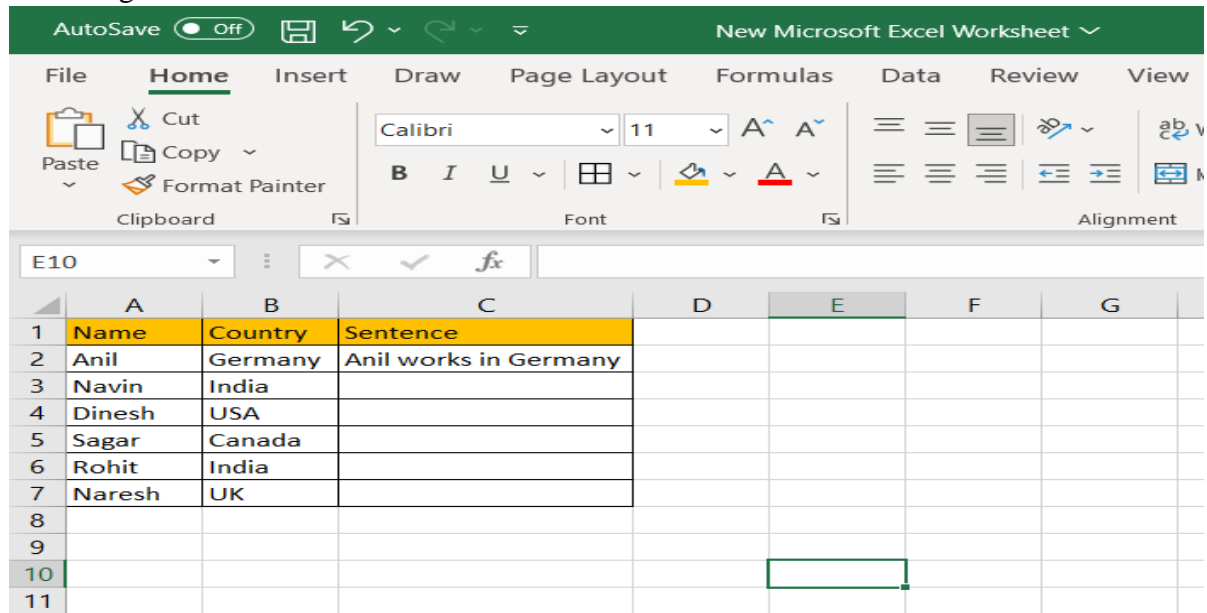 AutoSave Off New Microsoft Excel Worksheet
File Home Insert Draw Page Layout Formulas Data Review View
Cut Calibri 11 A A ab
Copy
Paste B I U A
Format Painter
Clipboard Font Alignment
E10 fx
A B C D E F G
1 Name Country Sentence
2 Anil Germany Anil works in Germany
3 Navin India
4 Dinesh USA
5 Sagar Canada
6 Rohit India
7 Naresh UK
8
9
10
11